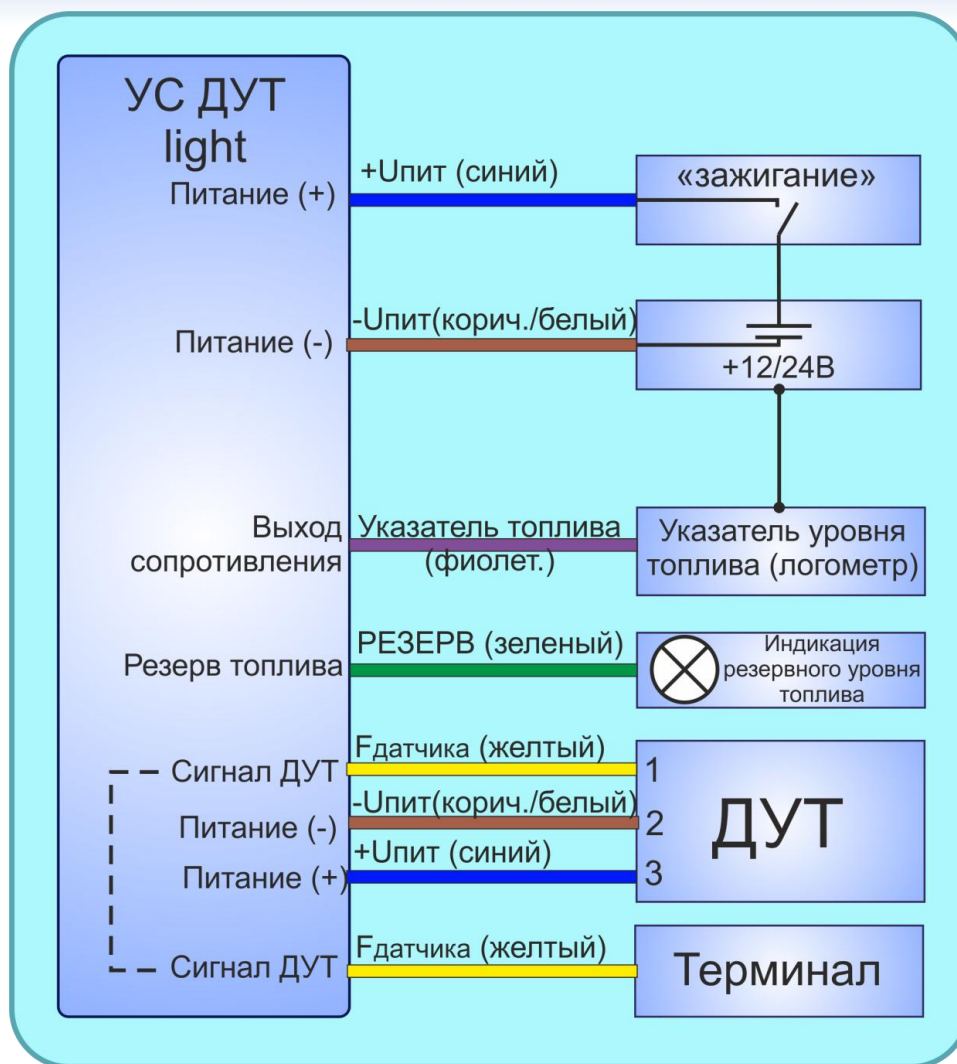 УС ДУТ
light
Питание (+)
+Uпит (синий)
«зажигание»
Питание (-)
-Uпит(корич./белый)
+12/24В
Выход
сопротивления
Указатель топлива
(фиолет.)
Указатель уровня
топлива (логометр)
Резерв топлива
РЕЗЕРВ (зеленый)
Индикация
резервного уровня
топлива
Сигнал ДУТ
Fдатчика (желтый)
1
Питание (-)
-Uпит(корич./белый)
2
Питание (+)
+Uпит (синий)
3
ДУТ
Сигнал ДУТ
Fдатчика (желтый)
Терминал